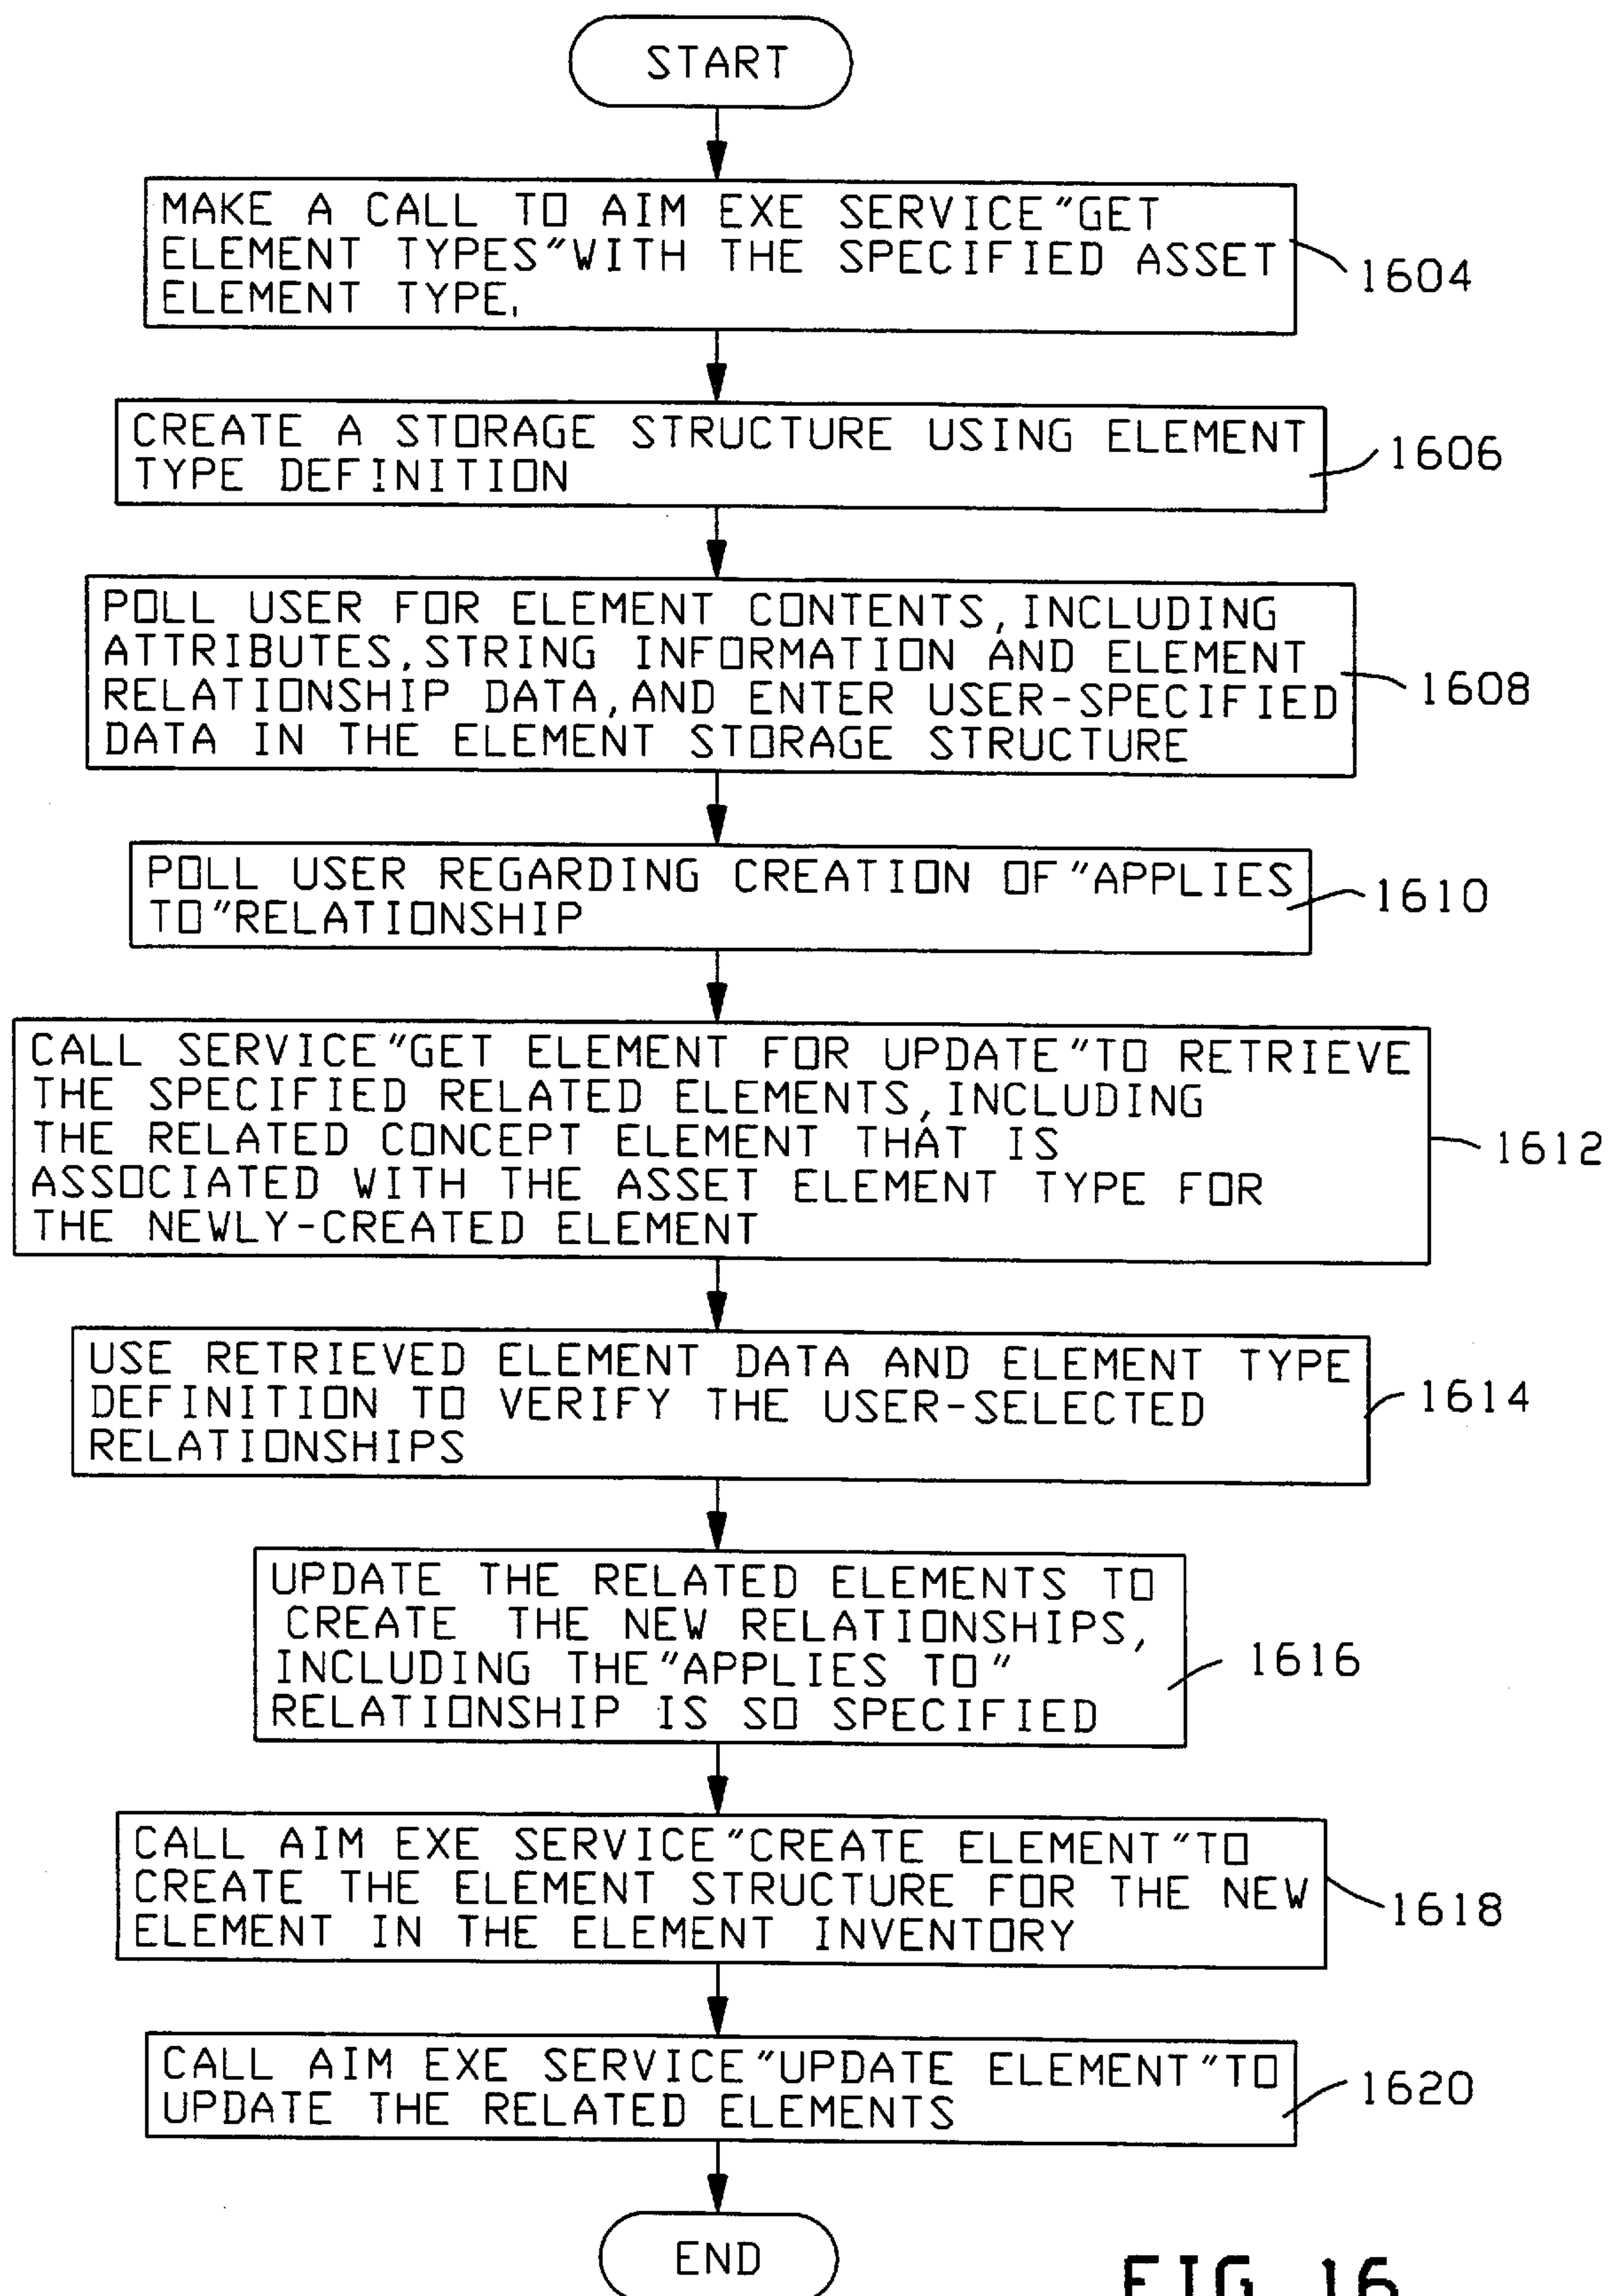 START
MAKE A CALL TO AIM EXE SERVICE "GET
ELEMENT TYPES" WITH THE SPECIFIED ASSET
ELEMENT TYPE.
1604
CREATE A STORAGE STRUCTURE USING ELEMENT
TYPE DEFINITION
1606
POLL USER FOR ELEMENT CONTENTS, INCLUDING
ATTRIBUTES, STRING INFORMATION AND ELEMENT
RELATIONSHIP DATA, AND ENTER USER-SPECIFIED
DATA IN THE ELEMENT STORAGE STRUCTURE
1608
POLL USER REGARDING CREATION OF "APPLIES
TO" RELATIONSHIP
1610
CALL SERVICE "GET ELEMENT FOR UPDATE" TO RETRIEVE
THE SPECIFIED RELATED ELEMENTS, INCLUDING
THE RELATED CONCEPT ELEMENT THAT IS
ASSOCIATED WITH THE ASSET ELEMENT TYPE FOR
THE NEWLY-CREATED ELEMENT
1612
USE RETRIEVED ELEMENT DATA AND ELEMENT TYPE
DEFINITION TO VERIFY THE USER-SELECTED
RELATIONSHIPS
1614
UPDATE THE RELATED ELEMENTS TO
CREATE THE NEW RELATIONSHIPS,
INCLUDING THE "APPLIES TO"
RELATIONSHIP IS SO SPECIFIED
1616
CALL AIM EXE SERVICE "CREATE ELEMENT" TO
CREATE THE ELEMENT STRUCTURE FOR THE NEW
ELEMENT IN THE ELEMENT INVENTORY
1618
CALL AIM EXE SERVICE "UPDATE ELEMENT" TO
UPDATE THE RELATED ELEMENTS
1620
END
FIG. 16